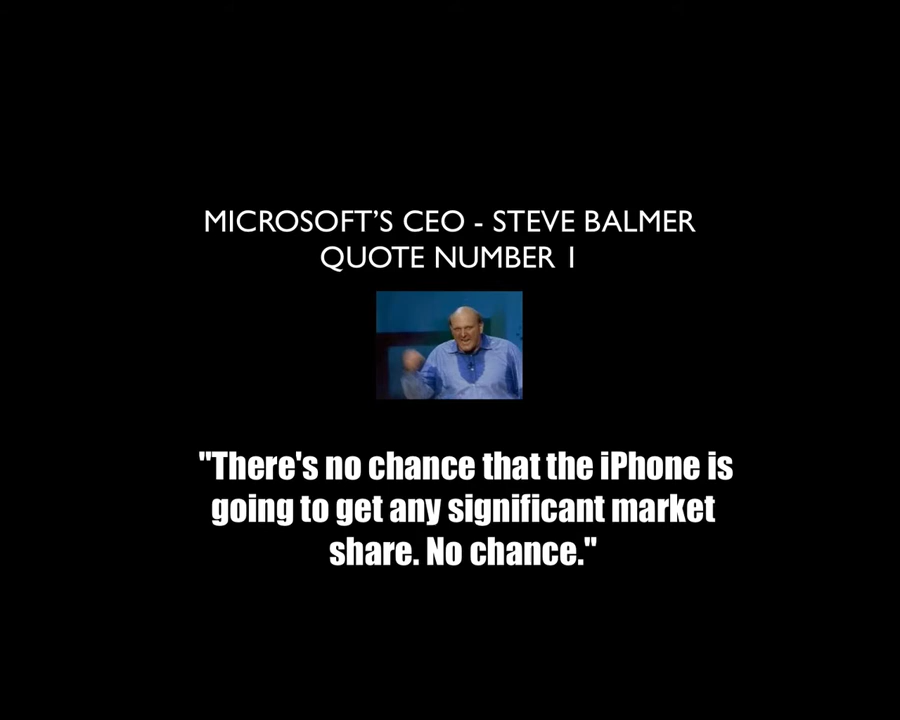 MICROSOFT'S CEO - STEVE BALMER
QUOTE NUMBER 1
"There's no chance that the iPhone is
going to get any significant market
share. No chance."